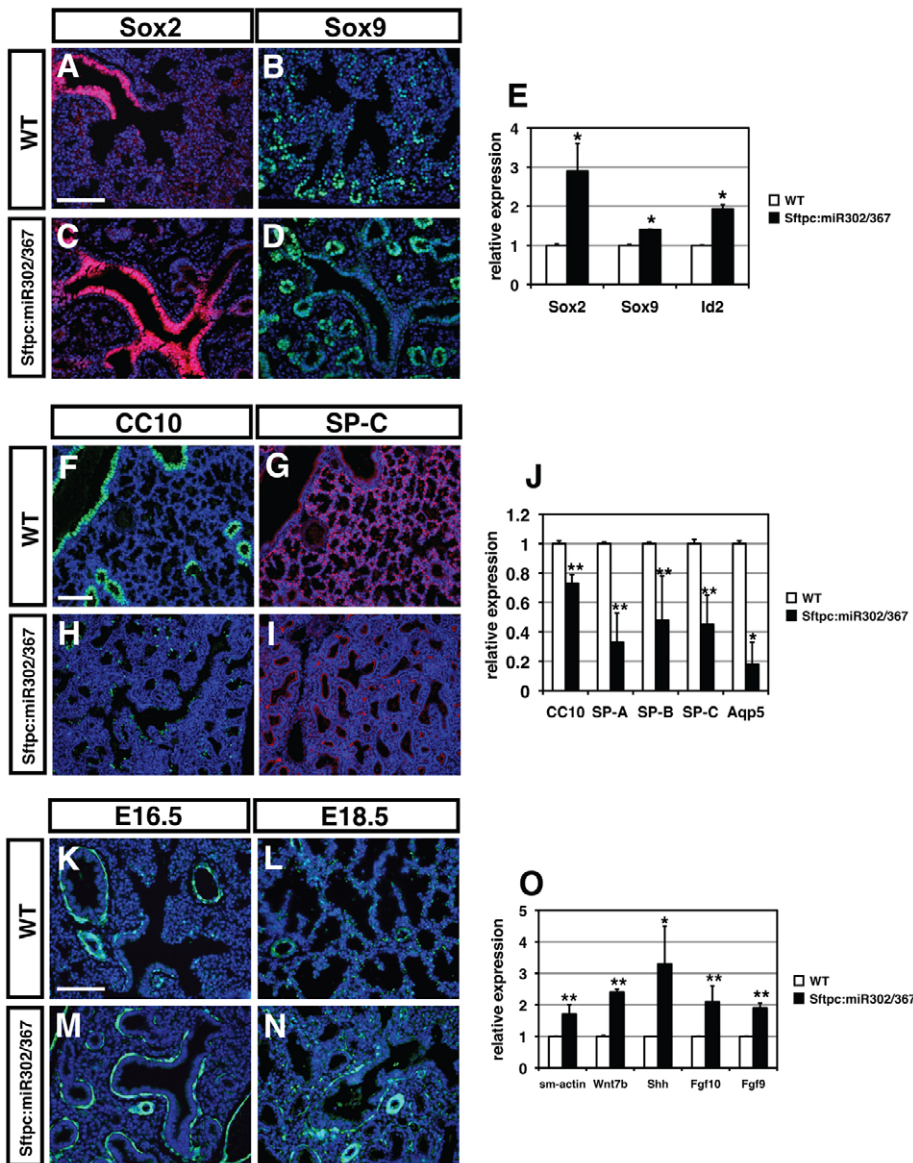 Sox2
Sox9
WT
A
B
Sftpc:miR302/367
C
D
E
relative expression
4
3
2
1
0
*
*
*
Sox2
Sox9
Id2
WT
Sftpc:miR302/367
CC10
SP-C
WT
F
G
Sftpc:miR302/367
H
I
J
relative expression
1.2
1
0.8
0.6
0.4
0.2
0
**
**
**
**
*
CC10
SP-A
SP-B
SP-C
Aqp5
WT
Sftpc:miR302/367
E16.5
E18.5
WT
K
L
Sftpc:miR302/367
M
N
O
relative expression
5
4
3
2
1
0
**
**
*
**
**
sm-actin
Wnt7b
Shh
Fgf10
Fgf9
WT
Sftpc:miR302/367